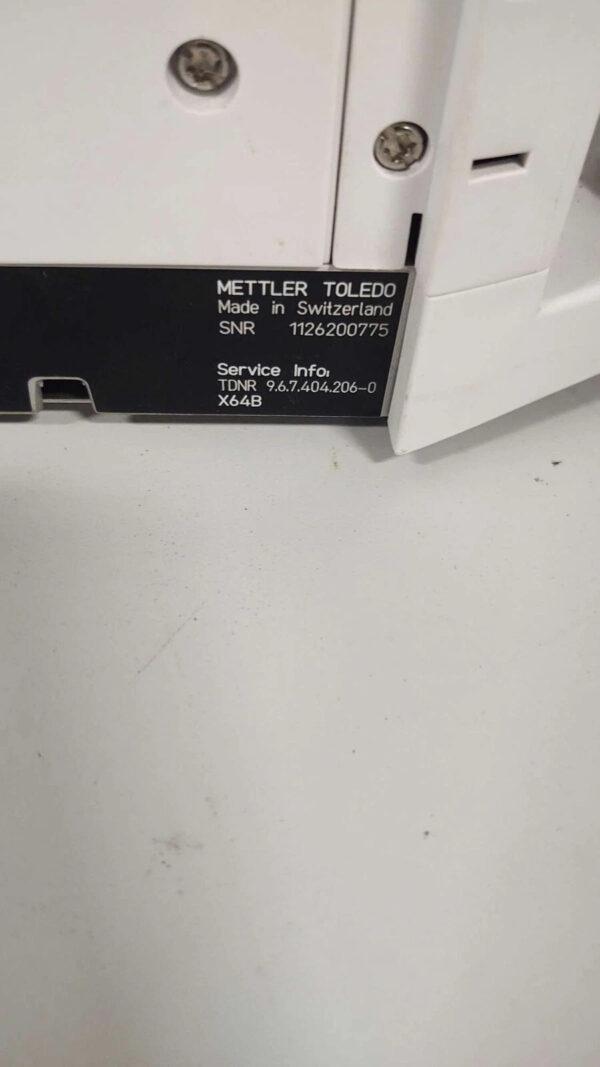 METTLER TOLEDO
Made in Switzerland
SNR 1126200775
Service Info:
TDNR 9.6.7.404.206-0
X64B